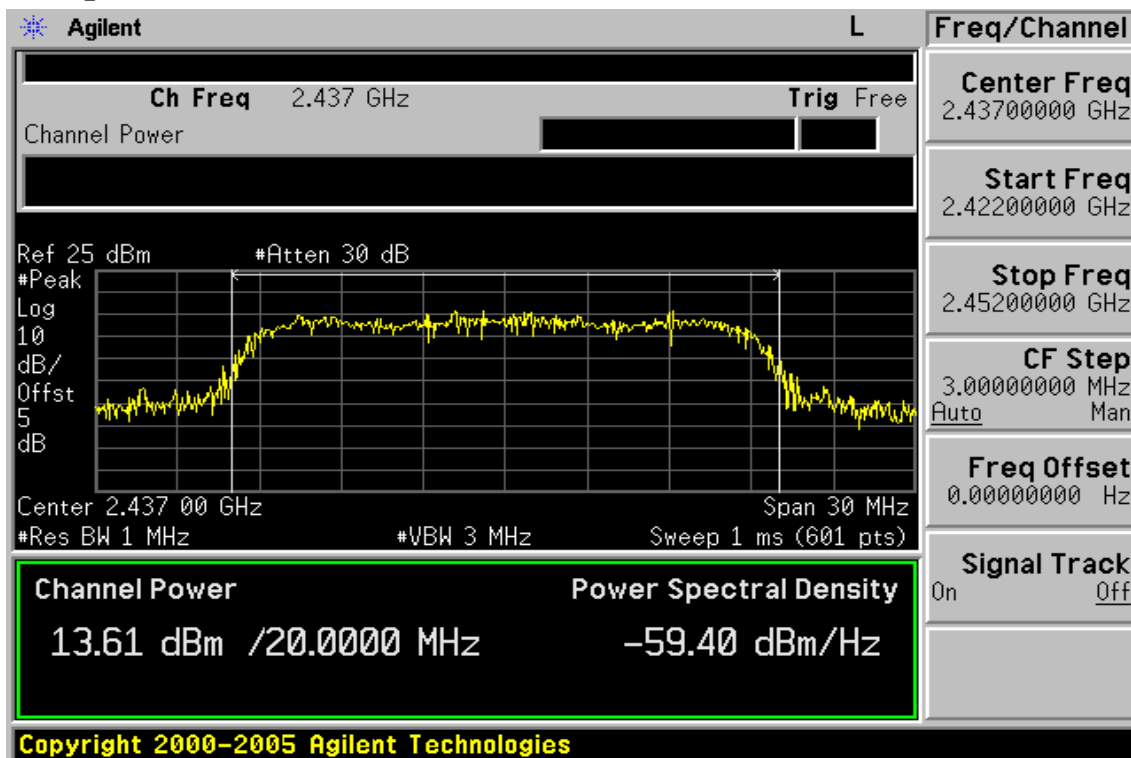 Agilent L Freq/Channel
Ch Freq 2.437 GHz Trig Free
Channel Power
Ref 25 dBm #Atten 30 dB
#Peak
Log
10
dB/
Offst
5
dB
Center 2.437 00 GHz Span 30 MHz
#Res BW 1 MHz #VBW 3 MHz Sweep 1 ms (601 pts)
Channel Power Power Spectral Density
13.61 dBm /20.0000 MHz -59.40 dBm/Hz
Center Freq
2.43700000 GHz
Start Freq
2.42200000 GHz
Stop Freq
2.45200000 GHz
CF Step
3.00000000 MHz
Auto Man
Freq Offset
0.00000000 Hz
Signal Track
On Off
Copyright 2000-2005 Agilent Technologies